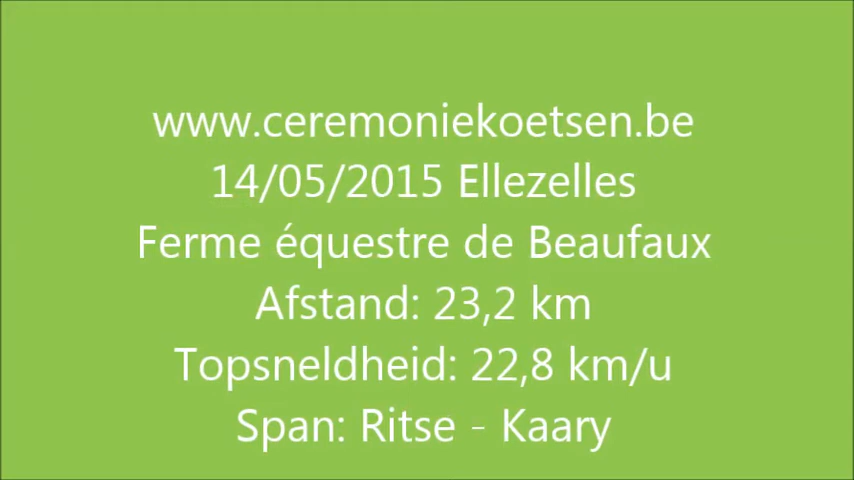 www.ceremoniekoetsen.be
14/05/2015 Ellezelles
Ferme équestre de Beaufaux
Afstand: 23,2 km
Topsneldheid: 22,8 km/u
Span: Ritse - Kaary